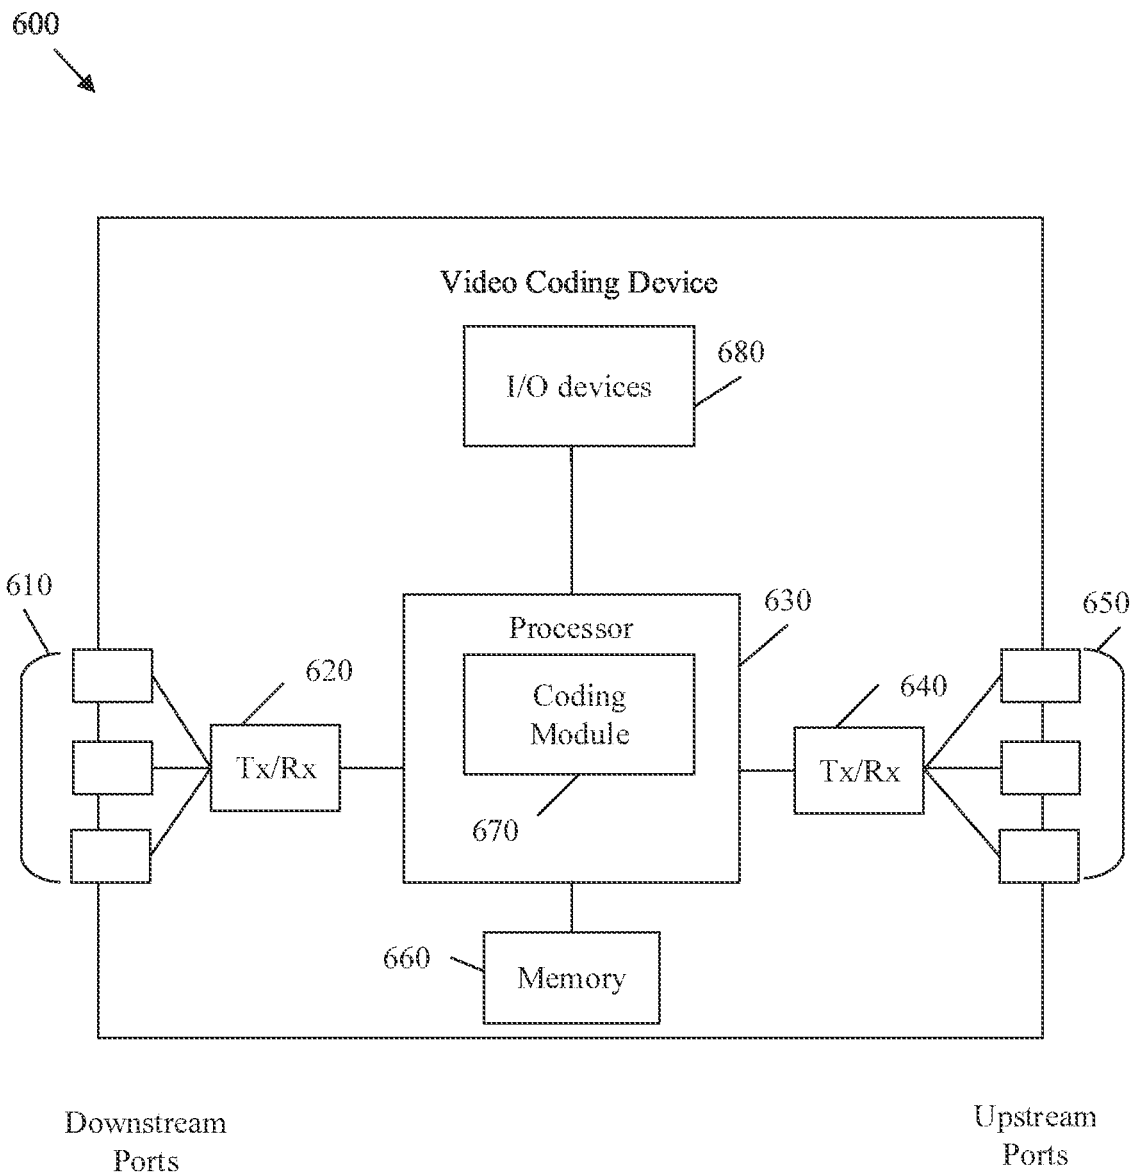 600
Video Coding Device
680
I/O devices
610
630
650
Processor
620
640
Coding
Module
Tx/Rx
Tx/Rx
670
660
Memory
Downstream
Ports
Upstream
Ports